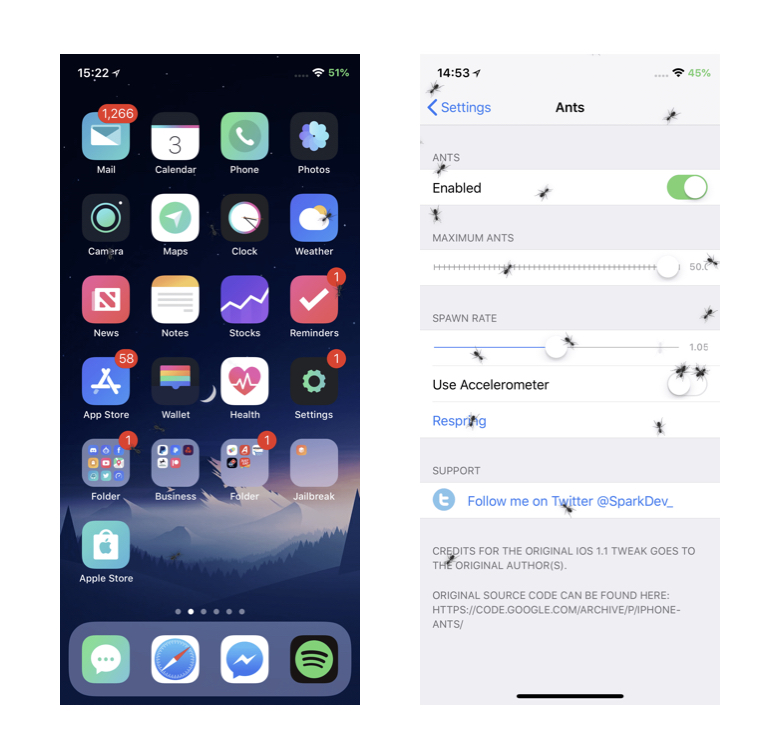 15:22
51%
1,266
3
Mail
Calendar
Phone
Photos
Camera
Maps
Clock
Weather
1
News
Notes
Stocks
Reminders
58
1
App Store
Wallet
Health
Settings
1
1
Folder
Business
Folder
Jailbreak
Apple Store
14:53
45%
Settings
Ants
ANTS
Enabled
MAXIMUM ANTS
50.0
SPAWN RATE
1.05
Use Accelerometer
Respring
SUPPORT
Follow me on Twitter @SparkDev_
CREDITS FOR THE ORIGINAL IOS 1.1 TWEAK GOES TO
THE ORIGINAL AUTHOR(S).
ORIGINAL SOURCE CODE CAN BE FOUND HERE:
HTTPS://CODE.GOOGLE.COM/ARCHIVE/P/IPHONE-
ANTS/